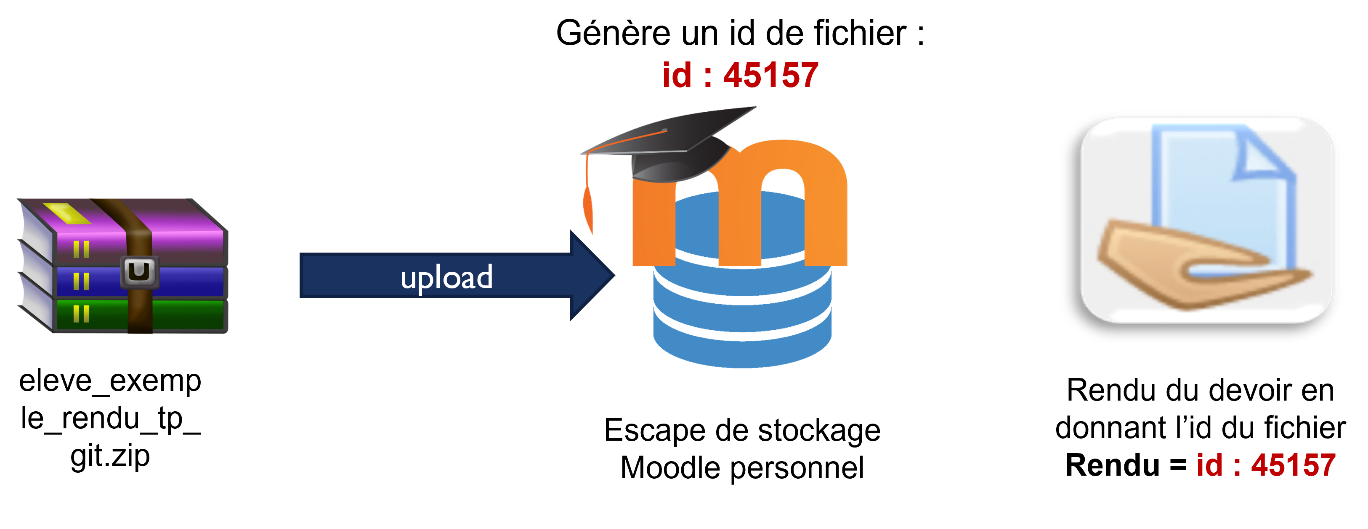 Génère un id de fichier :
id : 45157
upload
eleve_exemp
le_rendu_tp_
git.zip
Escape de stockage
Moodle personnel
Rendu du devoir en
donnant l’id du fichier
Rendu = id : 45157